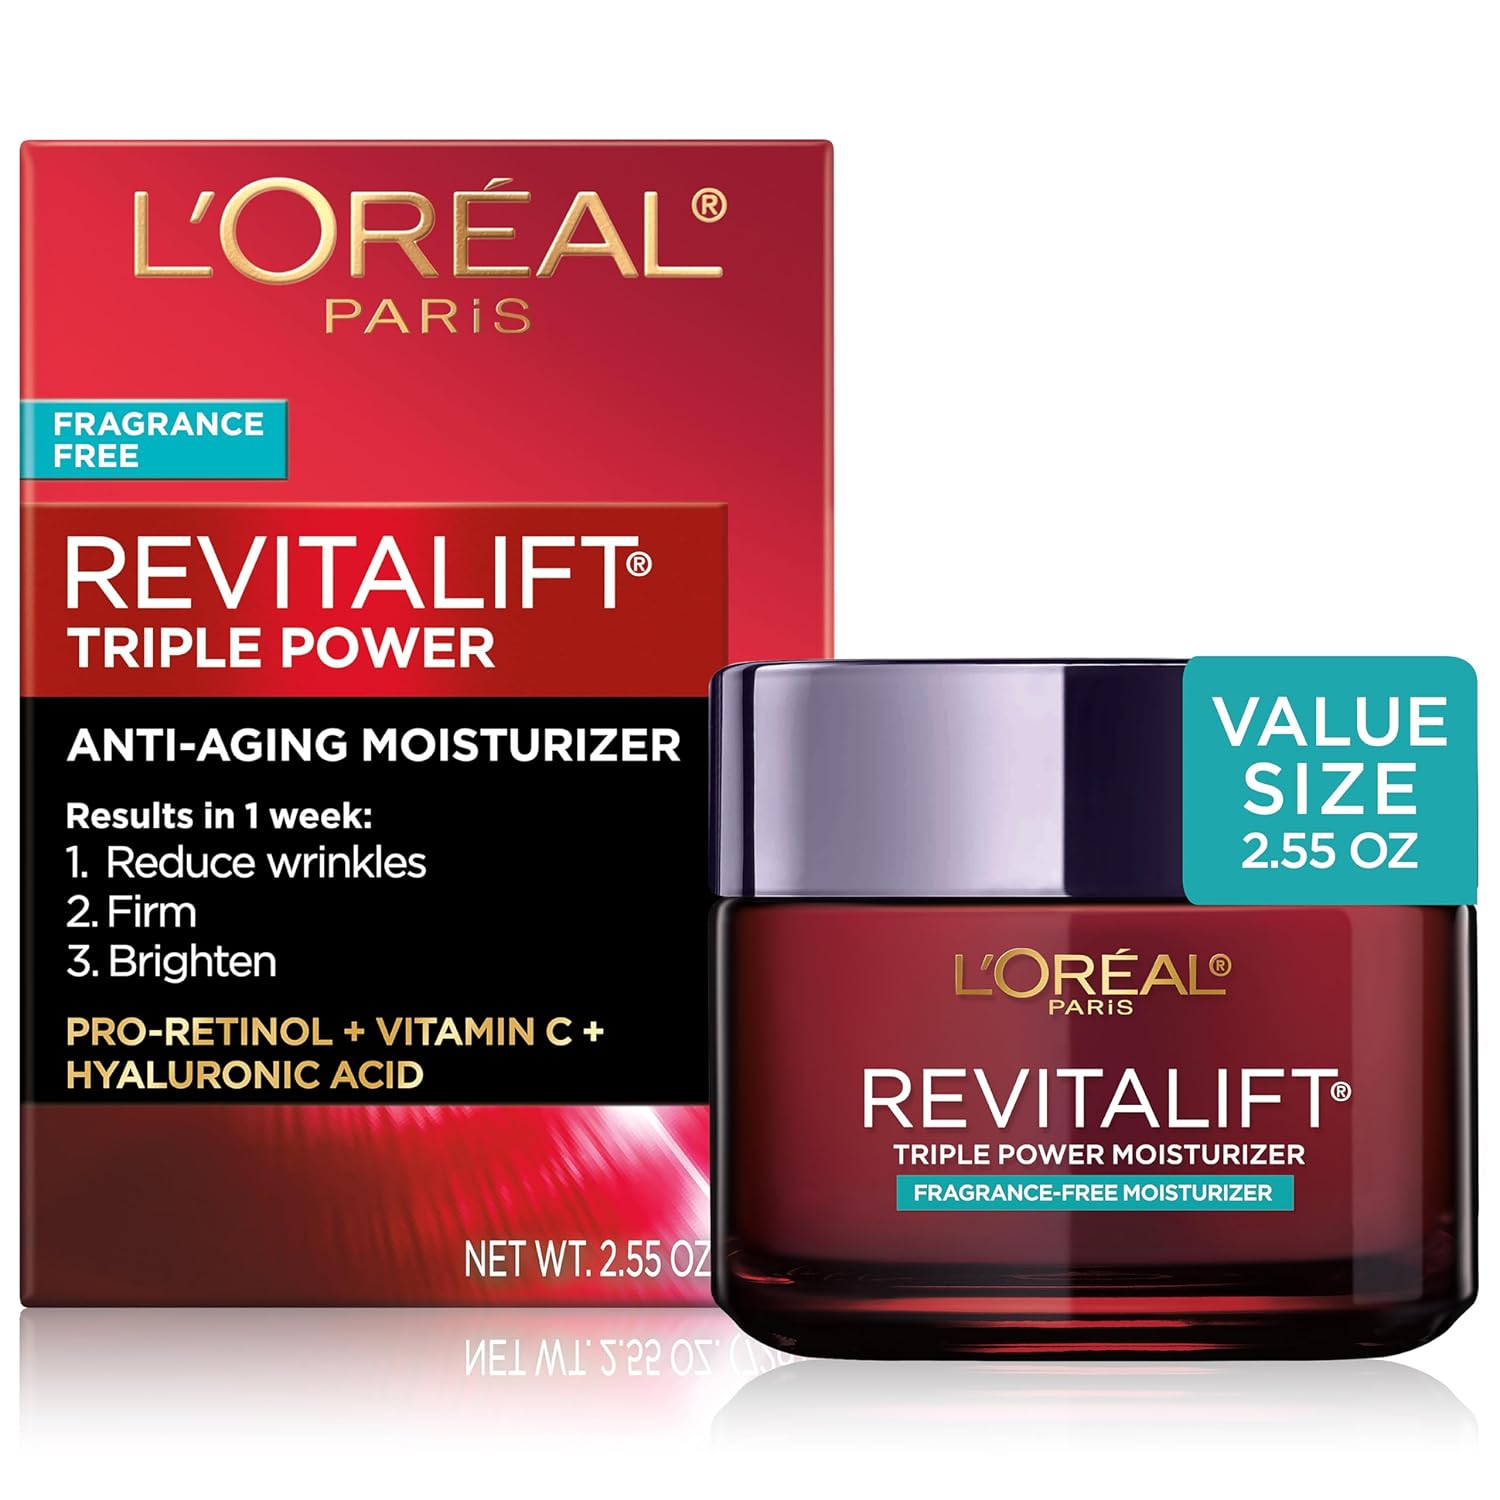 L'ORÉAL®
PARiS
FRAGRANCE
FREE
REVITALIFT®
TRIPLE POWER
ANTI-AGING MOISTURIZER
Results in 1 week:
1. Reduce wrinkles
2. Firm
3. Brighten
PRO-RETINOL + VITAMIN C +
HYALURONIC ACID
NET WT. 2.55 OZ
VALUE
SIZE
2.55 OZ
L'ORÉAL®
PARiS
REVITALIFT®
TRIPLE POWER MOISTURIZER
FRAGRANCE-FREE MOISTURIZER